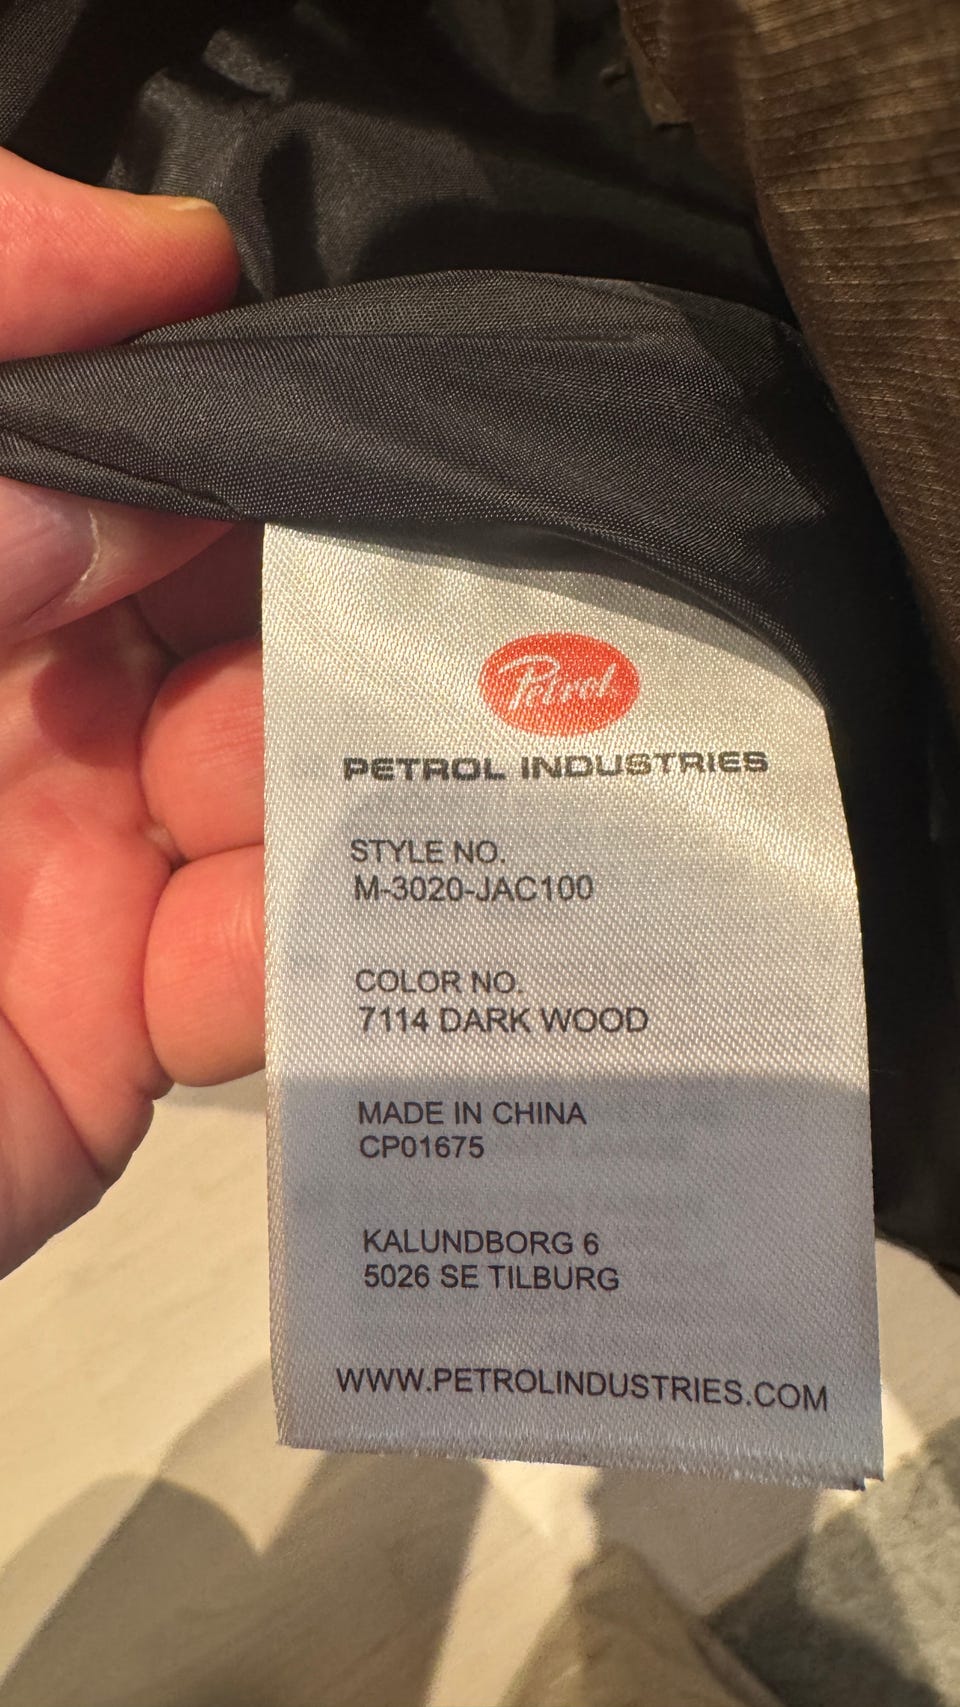 Petrol
PETROL INDUSTRIES
STYLE NO.
M-3020-JAC100
COLOR NO.
7114 DARK WOOD
MADE IN CHINA
CP01675
KALUNDBORG 6
5026 SE TILBURG
WWW.PETROLINDUSTRIES.COM